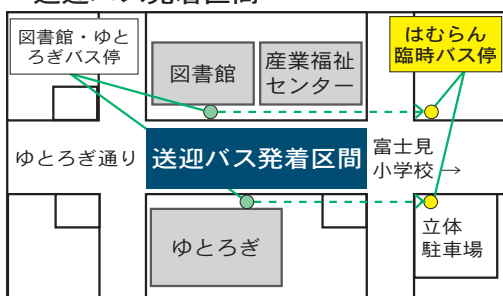 送迎バス発着区間
図書館・ゆと
ろぎバス停
図書館
産業福祉
センター
はむらん
臨時バス停
ゆとろぎ通り
送迎バス発着区間
富士見
小学校→
ゆとろぎ
立体
駐車場